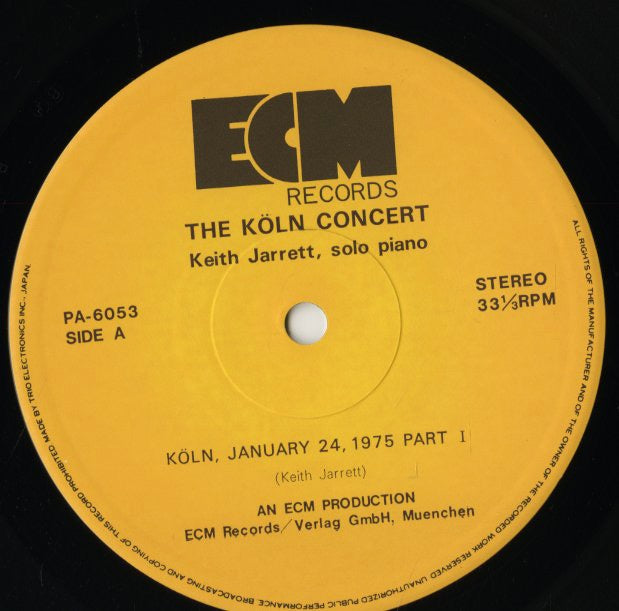 ECM
RECORDS
THE KÖLN CONCERT
Keith Jarrett, solo piano
PA-6053
SIDE A
STEREO
33⅓RPM
KÖLN, JANUARY 24, 1975 PART I
(Keith Jarrett)
AN ECM PRODUCTION
ECM Records/Verlag GmbH, Muenchen
ALL RIGHTS OF THE MANUFACTURER AND OF THE OWNER OF THE RECORDED WORK RESERVED. UNAUTHORIZED PUBLIC PERFORMANCE, BROADCASTING AND COPYING OF THIS RECORD PROHIBITED MADE BY TRIO ELECTRONICS INC., JAPAN.